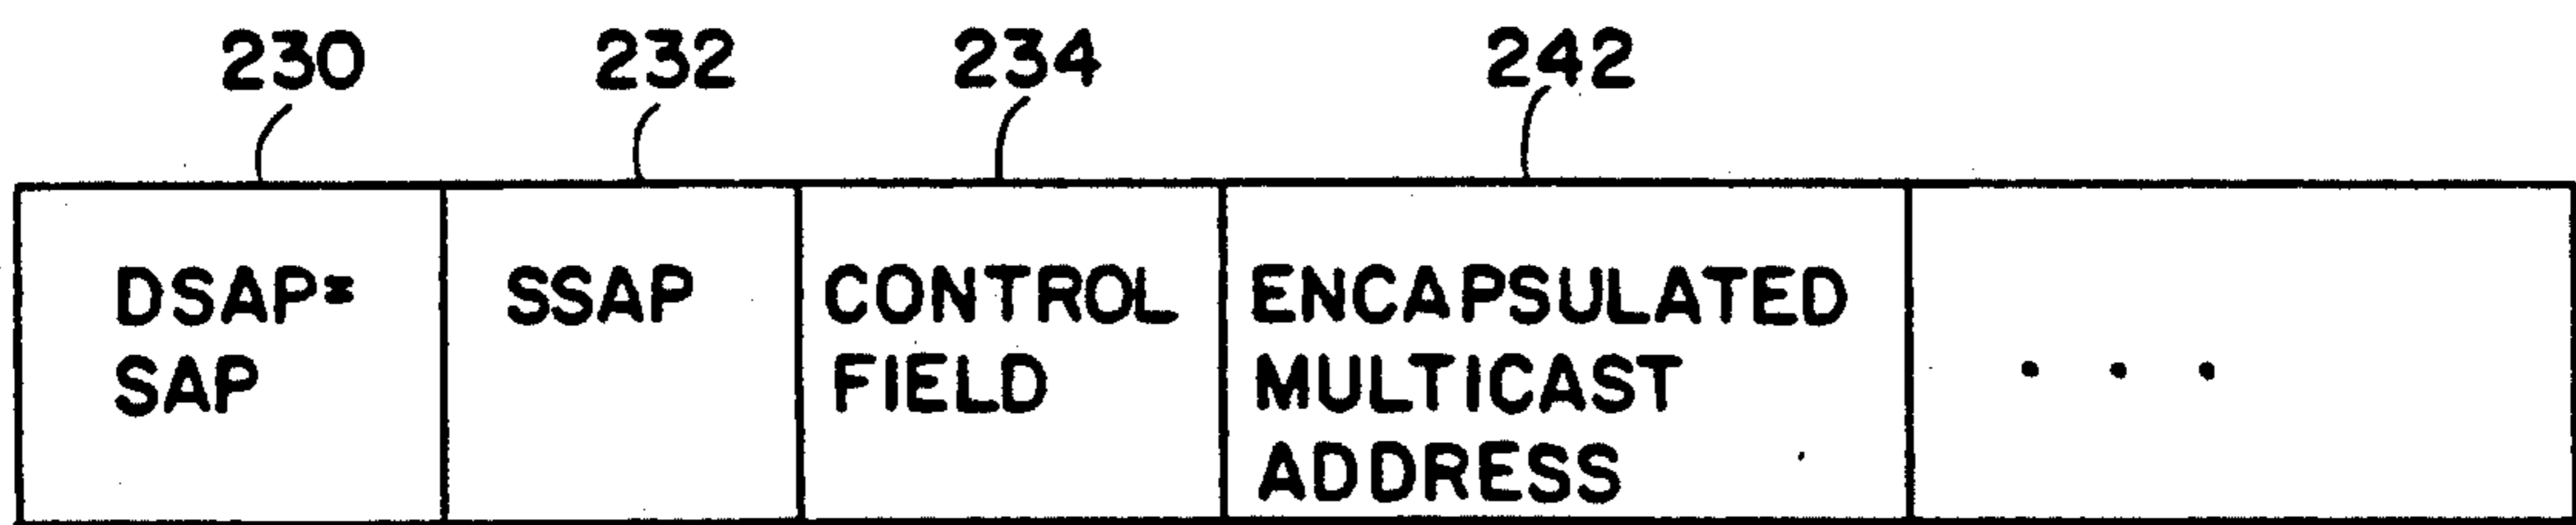 230 232 234 242
DSAP= SSAP CONTROL ENCAPSULATED
SAP FIELD MULTICAST . . .
ADDRESS